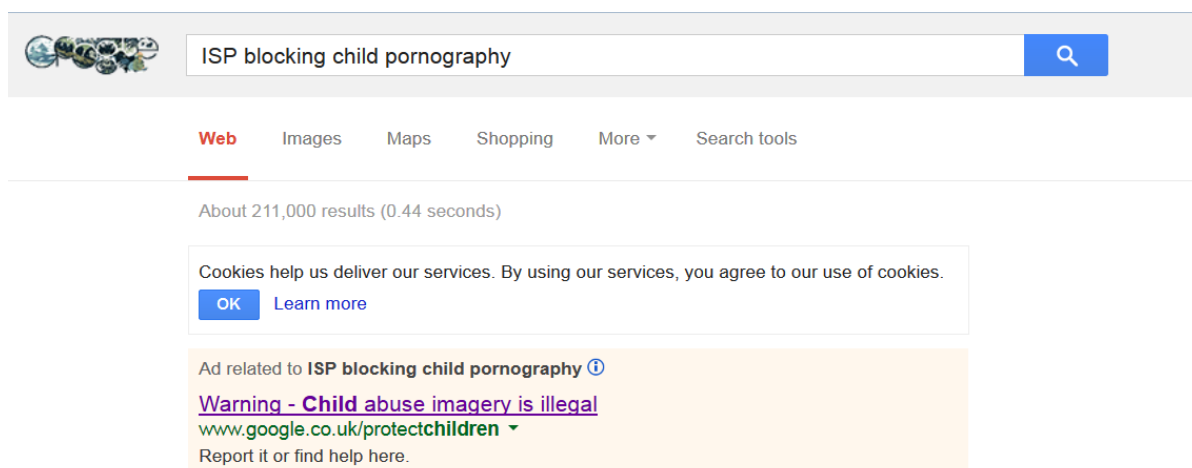 Google
ISP blocking child pornography
Web Images Maps Shopping More Search tools
About 211,000 results (0.44 seconds)
Cookies help us deliver our services. By using our services, you agree to our use of cookies.
OK Learn more
Ad related to ISP blocking child pornography
Warning - Child abuse imagery is illegal
www.google.co.uk/protectchildren
Report it or find help here.